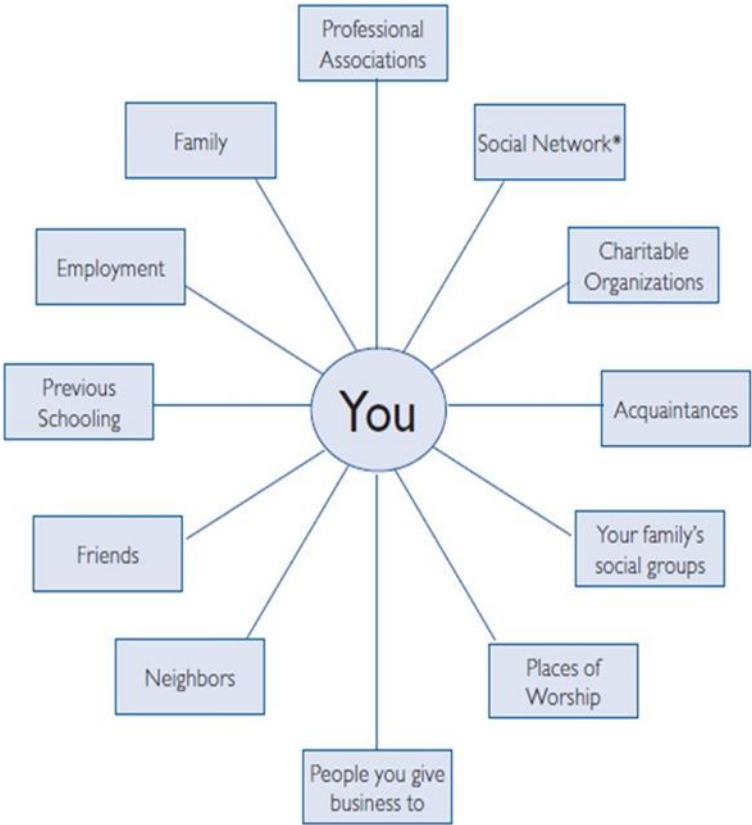 Professional
Associations
Family
Social Network*
Employment
Charitable
Organizations
Previous
Schooling
You
Acquaintances
Friends
Your family's
social groups
Neighbors
Places of
Worship
People you give
business to